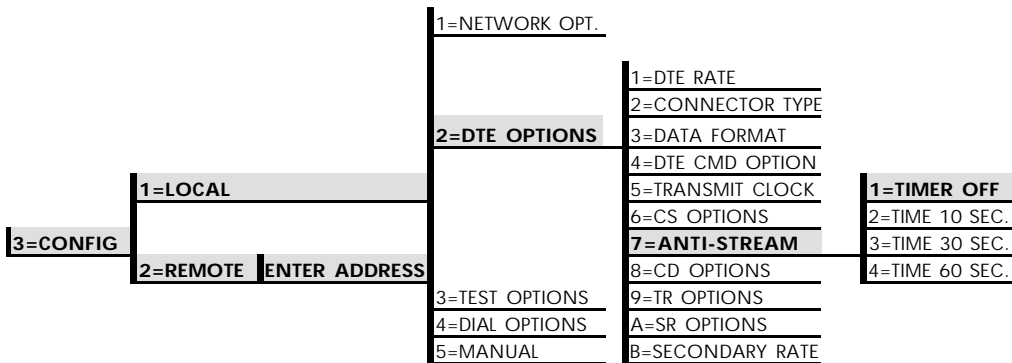 3=CONFIG
1=LOCAL
2=REMOTE ENTER ADDRESS
1=NETWORK OPT.
2=DTE OPTIONS
3=TEST OPTIONS
4=DIAL OPTIONS
5=MANUAL
1=DTE RATE
2=CONNECTOR TYPE
3=DATA FORMAT
4=DTE CMD OPTION
5=TRANSMIT CLOCK
6=CS OPTIONS
7=ANTI-STREAM
8=CD OPTIONS
9=TR OPTIONS
A=SR OPTIONS
B=SECONDARY RATE
1=TIMER OFF
2=TIME 10 SEC.
3=TIME 30 SEC.
4=TIME 60 SEC.